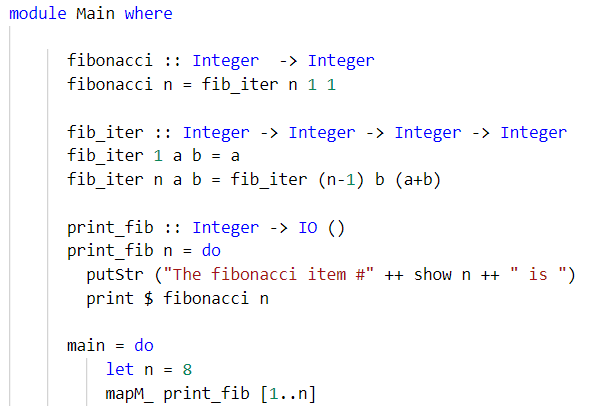 module Main where
fibonacci :: Integer  -> Integer
fibonacci n = fib_iter n 1 1
fib_iter :: Integer -> Integer -> Integer -> Integer
fib_iter 1 a b = a
fib_iter n a b = fib_iter (n-1) b (a+b)
print_fib :: Integer -> IO ()
print_fib n = do
putStr ("The fibonacci item #" ++ show n ++ " is ")
print $ fibonacci n
main = do
let n = 8
mapM_ print_fib [1..n]